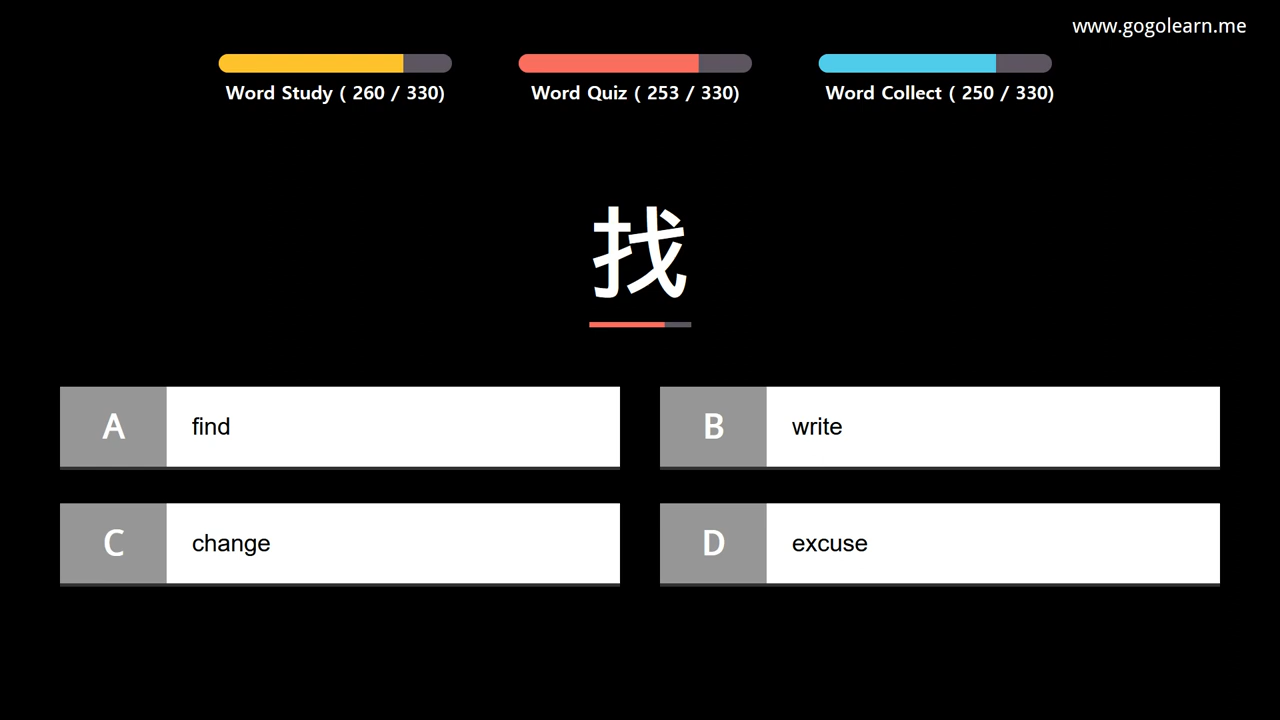 www.gogolearn.me
Word Study ( 260 / 330)
Word Quiz ( 253 / 330)
Word Collect ( 250 / 330)
找
A find
B write
C change
D excuse